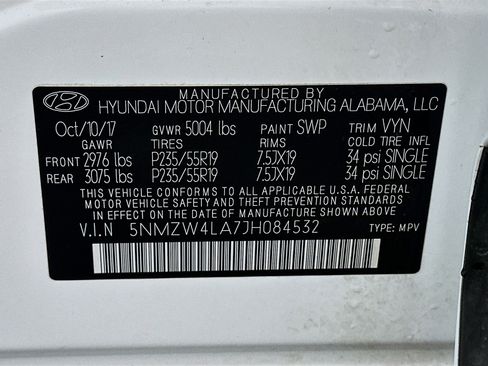 MANUFACTURED BY
HYUNDAI MOTOR MANUFACTURING ALABAMA, LLC
Oct/10/17 GVWR 5004 lbs PAINT SWP TRIM VYN
GAWR TIRES RIMS COLD TIRE INFL
FRONT 2976 lbs P235/55R19 7.5JX19 34 psi SINGLE
REAR 3075 lbs P235/55R19 7.5JX19 34 psi SINGLE
THIS VEHICLE CONFORMS TO ALL APPLICABLE U.S.A. FEDERAL
MOTOR VEHICLE SAFETY AND THEFT PREVENTION STANDARDS
IN EFFECT ON THE DATE OF MANUFACTURE SHOWN ABOVE.
V.I.N 5NMZW4LA7JH084532
TYPE: MPV